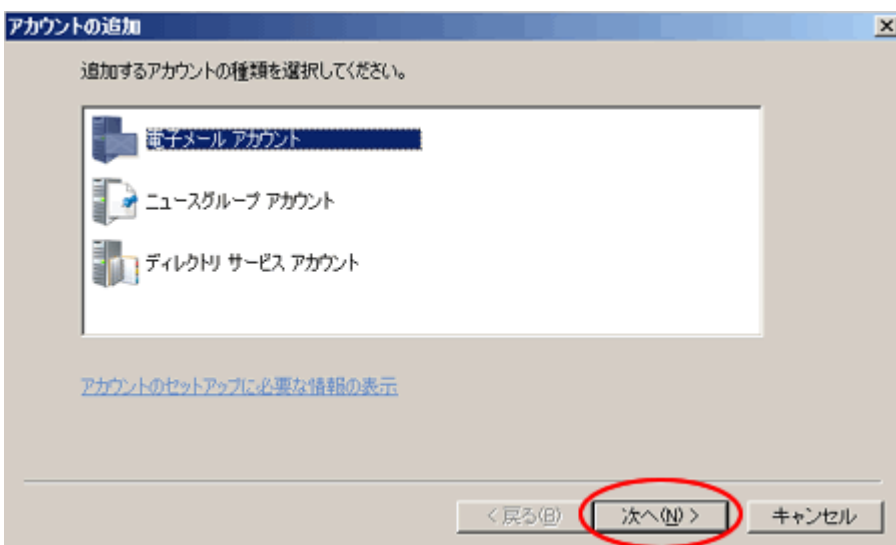 アカウントの追加
追加するアカウントの種類を選択してください。
電子メール アカウント
ニュースグループ アカウント
ディレクトリ サービス アカウント
アカウントのセットアップに必要な情報の表示
< 戻る(B) 次へ(N) > キャンセル